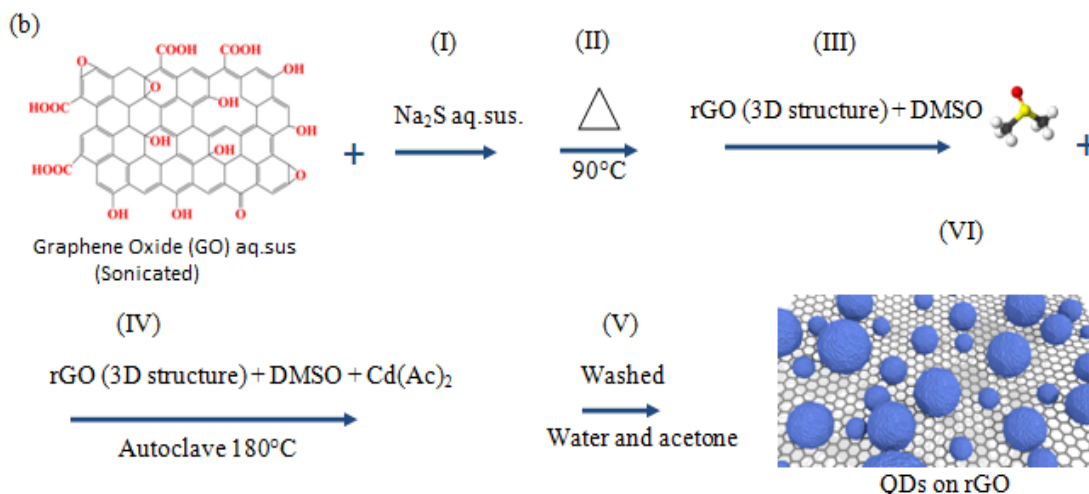 (b)
(I)
(II)
(III)
COOH COOH
O
OH
O
HOOC
OH
OH
OH
OH
HOOC
O
OH
OH
O
+
Na₂S aq.sus.
90°C
rGO (3D structure) + DMSO
+
Graphene Oxide (GO) aq.sus
(Sonicated)
(IV)
(V)
(VI)
rGO (3D structure) + DMSO + Cd(Ac)₂
Autoclave 180°C
Washed
Water and acetone
QDs on rGO